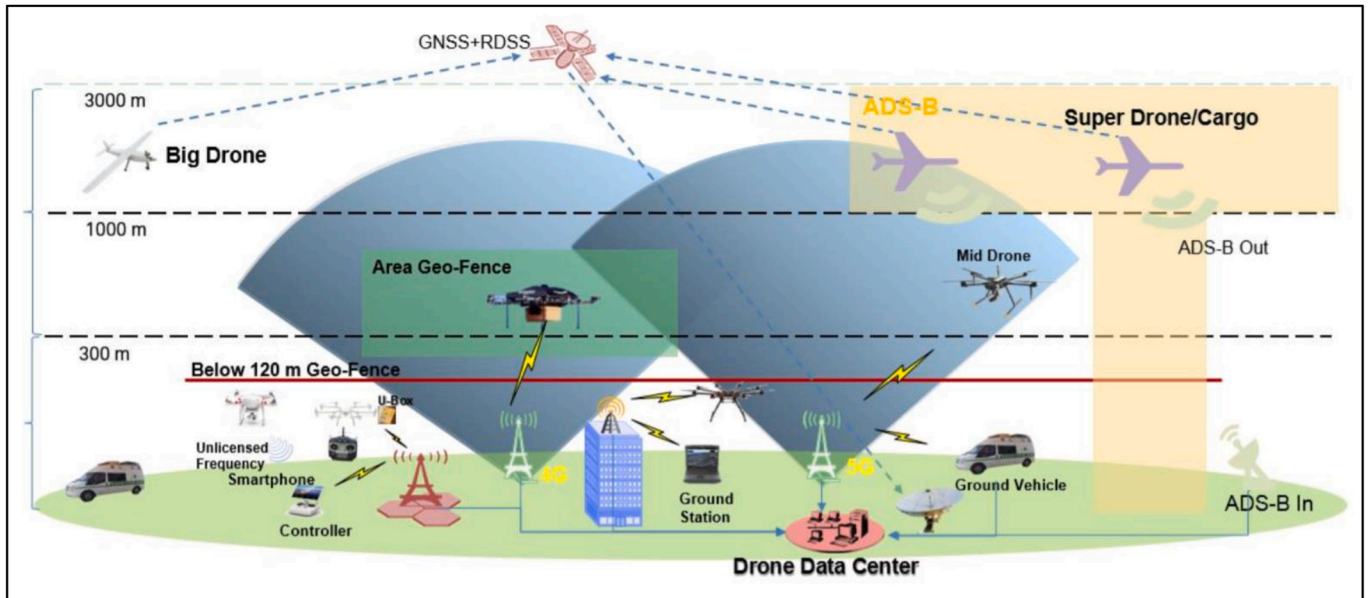 GNSS+RDSS
3000 m
ADS-B
Super Drone/Cargo
Big Drone
1000 m
ADS-B Out
Area Geo-Fence
Mid Drone
300 m
Below 120 m Geo-Fence
U-Box
Unlicensed
Frequency
Smartphone
4G
5G
Controller
Ground
Station
Ground Vehicle
ADS-B In
Drone Data Center